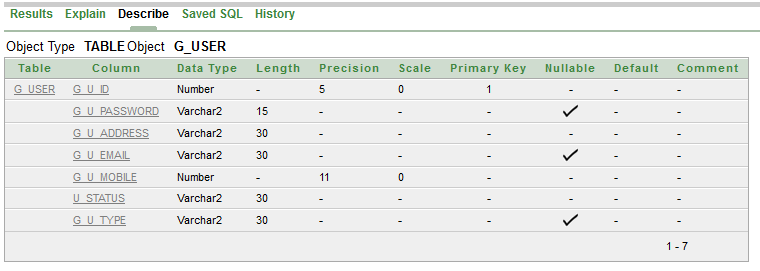 Results Explain Describe Saved SQL History
Object Type TABLE Object G_USER
Table Column Data Type Length Precision Scale Primary Key Nullable Default Comment
G_USER G_U_ID Number - 5 0 1 - - -
G_U_PASSWORD Varchar2 15 - - - ✓ - -
G_U_ADDRESS Varchar2 30 - - - - - -
G_U_EMAIL Varchar2 30 - - - ✓ - -
G_U_MOBILE Number - 11 0 - - - -
U_STATUS Varchar2 30 - - - - - -
G_U_TYPE Varchar2 30 - - - ✓ - -
1 - 7